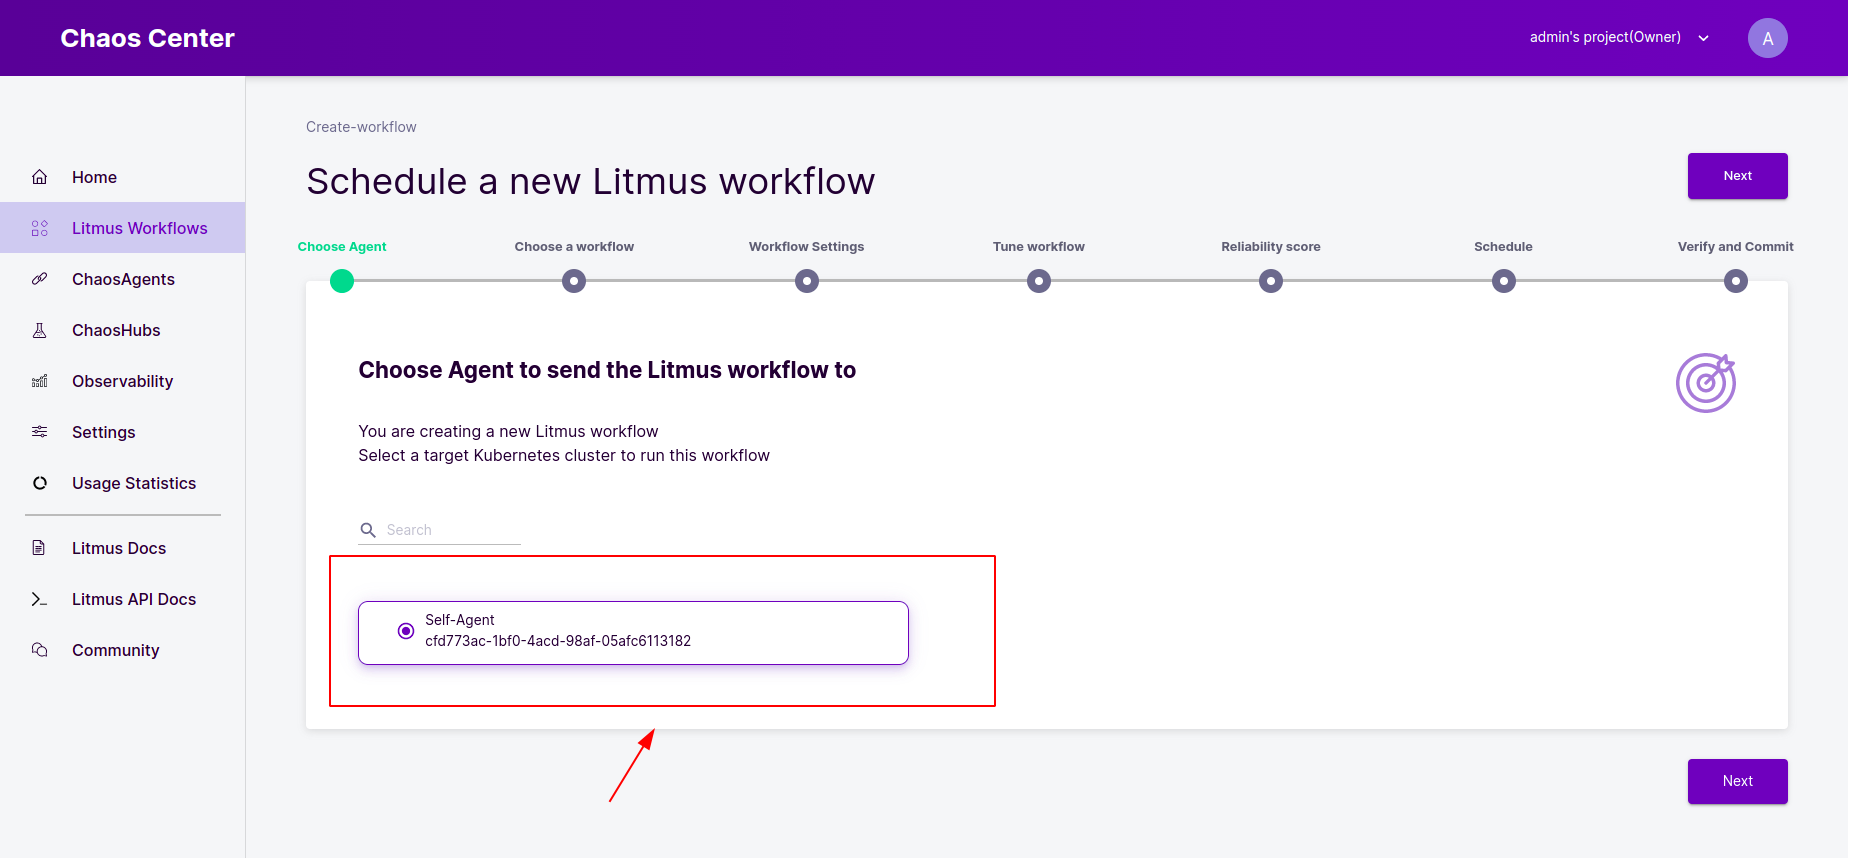 Chaos Center
admin's project(Owner)
A
Home
Litmus Workflows
ChaosAgents
ChaosHubs
Observability
Settings
Usage Statistics
Litmus Docs
Litmus API Docs
Community
Create-workflow
Schedule a new Litmus workflow
Next
Choose Agent
Choose a workflow
Workflow Settings
Tune workflow
Reliability score
Schedule
Verify and Commit
Choose Agent to send the Litmus workflow to
You are creating a new Litmus workflow
Select a target Kubernetes cluster to run this workflow
Search
Self-Agent
cfd773ac-1bf0-4acd-98af-05afc6113182
Next